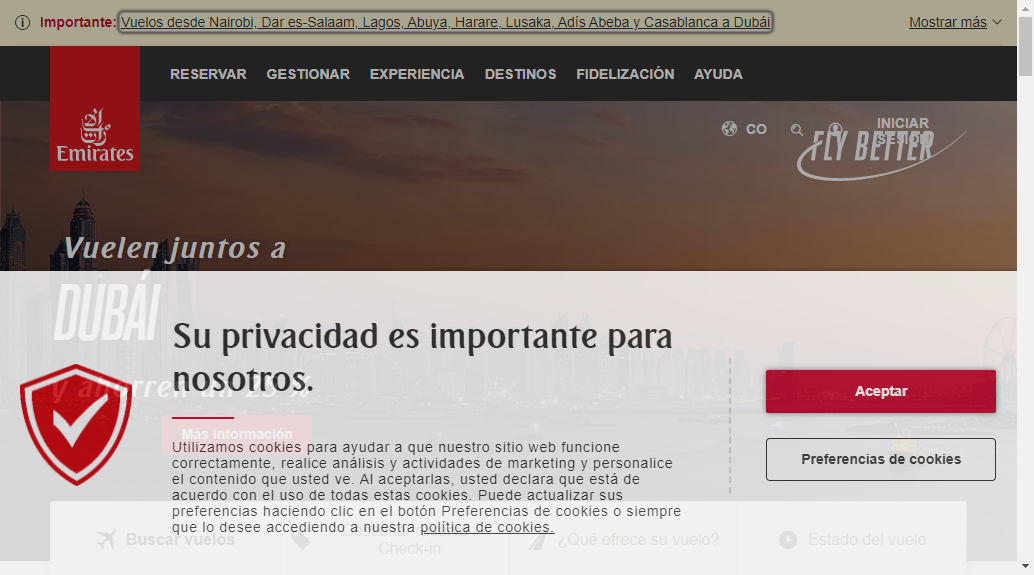 Importante: Vuelos desde Nairobi, Dar es-Salaam, Lagos, Abuya, Harare, Lusaka, Adís Abeba y Casablanca a Dubái
Mostrar más
RESERVAR GESTIONAR EXPERIENCIA DESTINOS FIDELIZACIÓN AYUDA
Emirates
CO
INICIAR
SESIÓN
FLY BETTER
Vuelen juntos a
DUBÁI
y ahorren un 25 %
Más información
Su privacidad es importante para
nosotros.
Utilizamos cookies para ayudar a que nuestro sitio web funcione
correctamente, realice análisis y actividades de marketing y personalice
el contenido que usted ve. Al aceptarlas, usted declara que está de
acuerdo con el uso de todas estas cookies. Puede actualizar sus
preferencias haciendo clic en el botón Preferencias de cookies o siempre
que lo desee accediendo a nuestra política de cookies.
Aceptar
Preferencias de cookies
Buscar vuelos
Check-in
¿Qué ofrece su vuelo?
Estado del vuelo